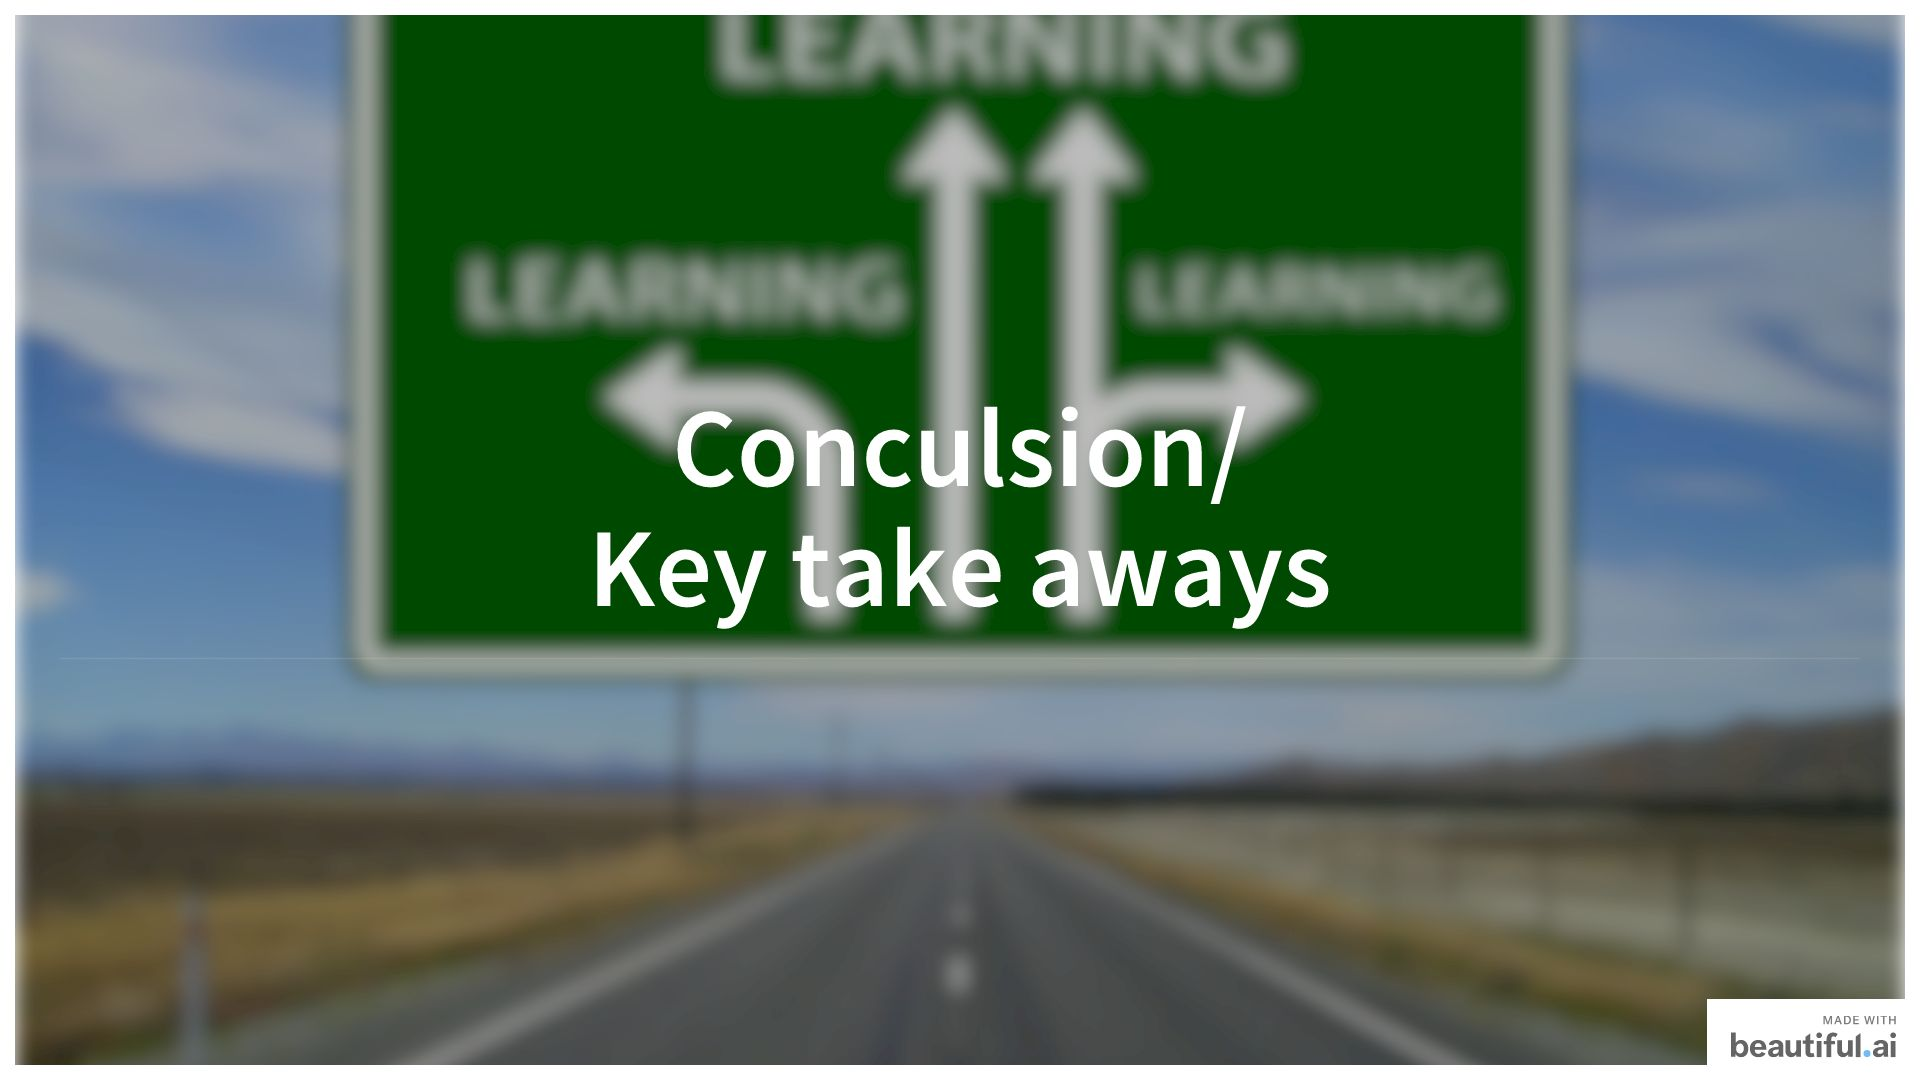 LEARNING
LEARNING
LEARNING
Conculsion/
Key take aways
MADE WITH
beautiful.ai